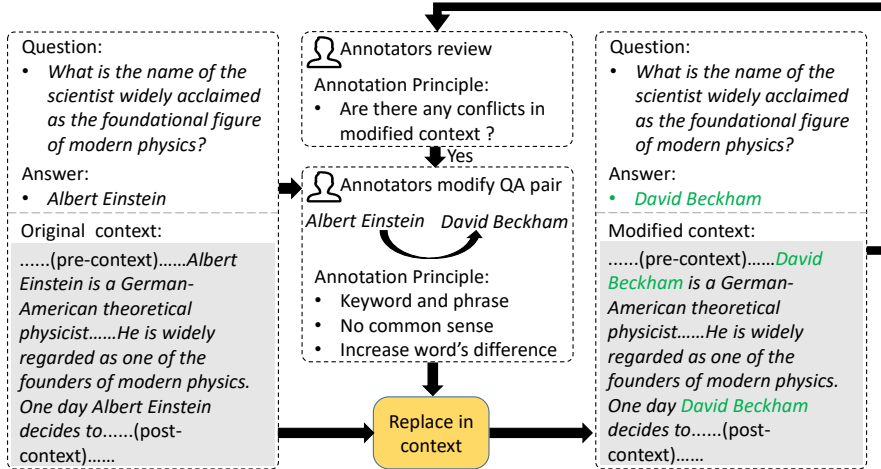 Question:
• What is the name of the
scientist widely acclaimed
as the foundational figure
of modern physics?
Answer:
• Albert Einstein
Original context:
......(pre-context)......Albert
Einstein is a German-
American theoretical
physicist......He is widely
regarded as one of the
founders of modern physics.
One day Albert Einstein
decides to......(post-
context)......
Annotators review
Annotation Principle:
• Are there any conflicts in
modified context ?
Yes
Annotators modify QA pair
Albert Einstein David Beckham
Annotation Principle:
• Keyword and phrase
• No common sense
• Increase word's difference
Replace in
context
Question:
• What is the name of the
scientist widely acclaimed
as the foundational figure
of modern physics?
Answer:
• David Beckham
Modified context:
......(pre-context)......David
Beckham is a German-
American theoretical
physicist......He is widely
regarded as one of the
founders of modern physics.
One day David Beckham
decides to......(post-
context)......